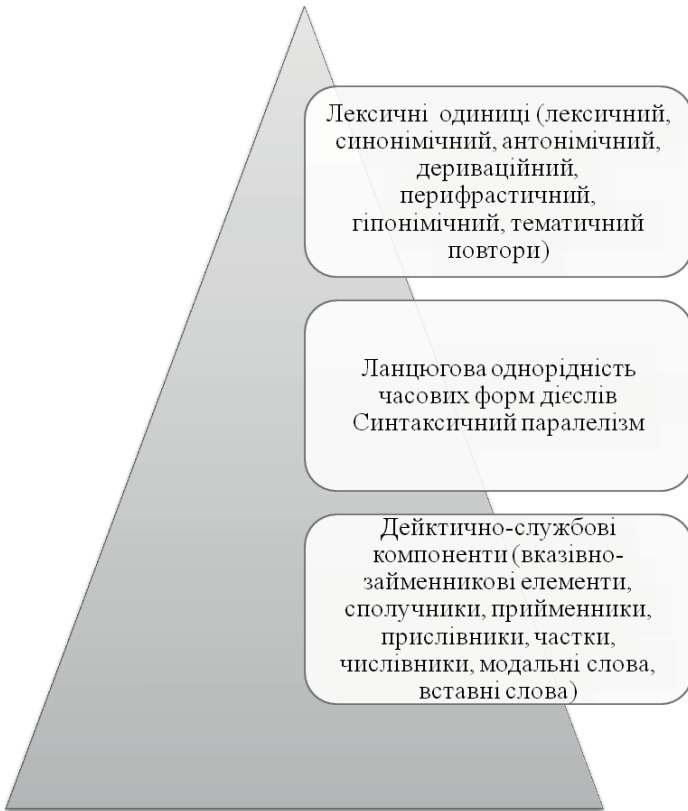 Лексичні одиниці (лексичний,
синонімічний, антонімічний,
дериваційний,
перифрастичний,
гіпонімічний, тематичний
повтори)
Ланцюгова однорідність
часових форм дієслів
Синтаксичний паралелізм
Дейктично-службові
компоненти (вказівно-
займенникові елементи,
сполучники, прийменники,
прислівники, частки,
числівники, модальні слова,
вставні слова)